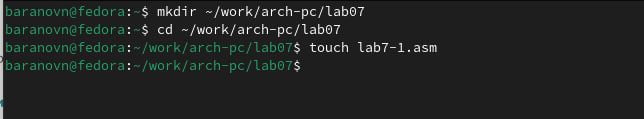 baranovn@fedora:~$ mkdir ~/work/arch-pc/lab07
baranovn@fedora:~$ cd ~/work/arch-pc/lab07
baranovn@fedora:~/work/arch-pc/lab07$ touch lab7-1.asm
baranovn@fedora:~/work/arch-pc/lab07$